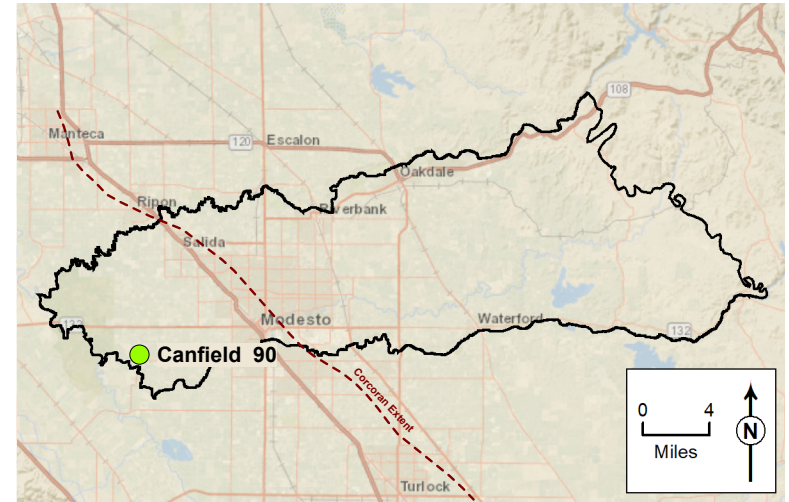 108
Manteca
120
Escalon
Oakdale
Ripon
Riverbank
Salida
132
Modesto
Waterford
132
Canfield 90
Corcoran Extent
Turlock
0 4
Miles
N